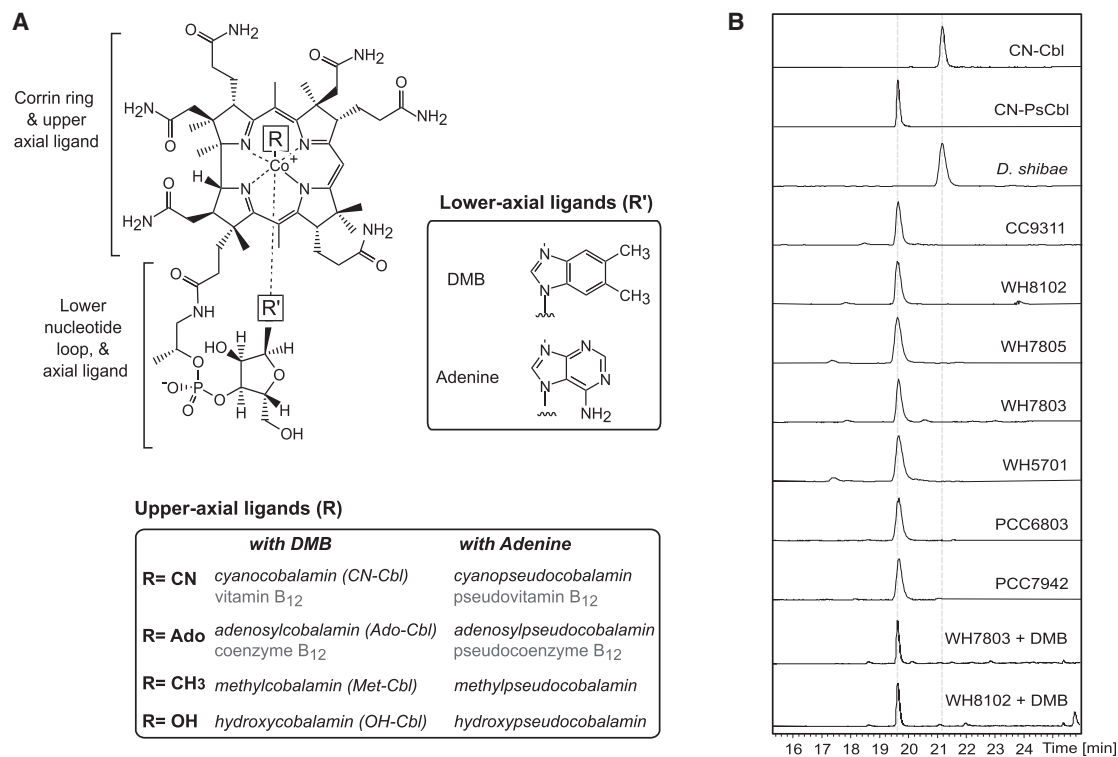 A
Corrin ring
& upper
axial ligand
Lower
nucleotide
loop, &
axial ligand
O
NH2
O
NH2
O
NH2
H2N
O
N
R
N
Co+
H
N
N
O
H2N
NH2
O
O
NH
R'
HO
H
H
O
-O
P
O
O
O
H
H
OH
Lower-axial ligands (R')
DMB
N
N
CH3
CH3
Adenine
N
N
N
N
NH2
Upper-axial ligands (R)
with DMB with Adenine
R= CN cyanocobalamin (CN-Cbl) cyanopseudocobalamin
vitamin B12 pseudovitamin B12
R= Ado adenosylcobalamin (Ado-Cbl) adenosylpseudocobalamin
coenzyme B12 pseudocoenzyme B12
R= CH3 methylcobalamin (Met-Cbl) methylpseudocobalamin
R= OH hydroxycobalamin (OH-Cbl) hydroxypseudocobalamin
B
CN-Cbl
CN-PsCbl
D. shibae
CC9311
WH8102
WH7805
WH7803
WH5701
PCC6803
PCC7942
WH7803 + DMB
WH8102 + DMB
16 17 18 19 20 21 22 23 24 Time [min]